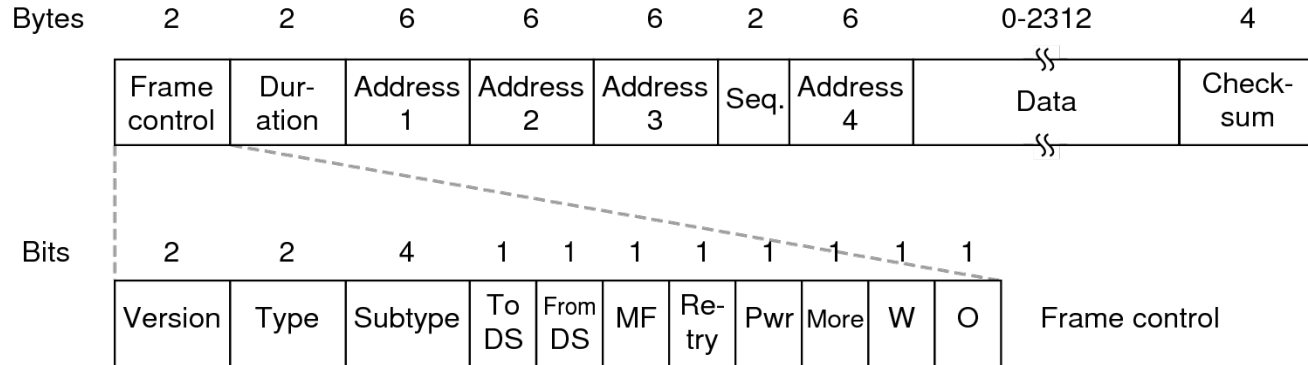 Bytes 2 2 6 6 6 2 6 0-2312 4
Frame Dur- Address Address Address Seq. Address Data Check-
control ation 1 2 3 4 sum
Bits 2 2 4 1 1 1 1 1 1 1 1
Version Type Subtype To From MF Re- Pwr More W O Frame control
DS DS try